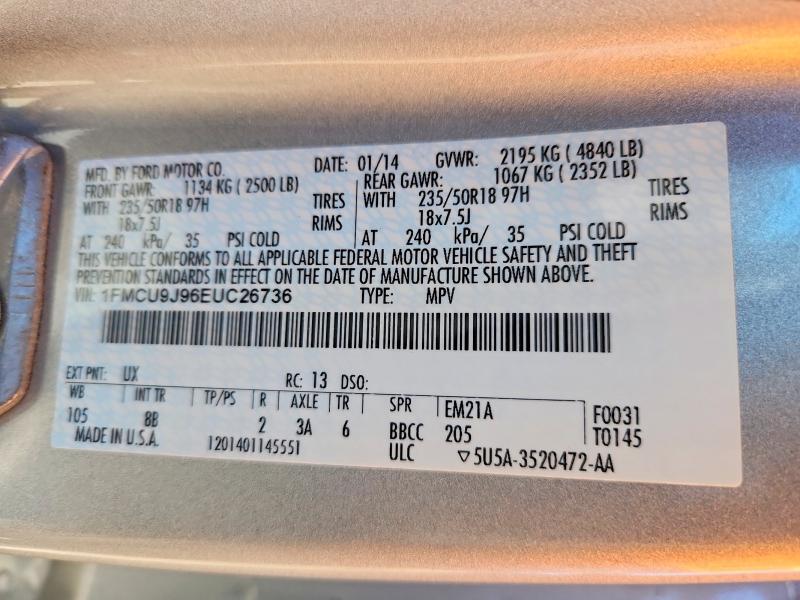 MFD. BY FORD MOTOR CO. DATE: 01/14 GVWR: 2195 KG ( 4840 LB)
FRONT GAWR: 1134 KG ( 2500 LB) REAR GAWR: 1067 KG ( 2352 LB)
WITH 235/50R18 97H TIRES WITH 235/50R18 97H TIRES
18x7.5J RIMS 18x7.5J RIMS
AT 240 kPa/ 35 PSI COLD AT 240 kPa/ 35 PSI COLD
THIS VEHICLE CONFORMS TO ALL APPLICABLE FEDERAL MOTOR VEHICLE SAFETY AND THEFT
PREVENTION STANDARDS IN EFFECT ON THE DATE OF MANUFACTURE SHOWN ABOVE.
VIN: 1FMCU9J96EUC26736 TYPE: MPV
EXT PNT: UX RC: 13 DSO:
WB INT TR TP/PS R AXLE TR SPR EM21A F0031
105 8B 2 3A 6 BBCC 205 T0145
MADE IN U.S.A. 1201401145551 ULC ▽5U5A-3520472-AA